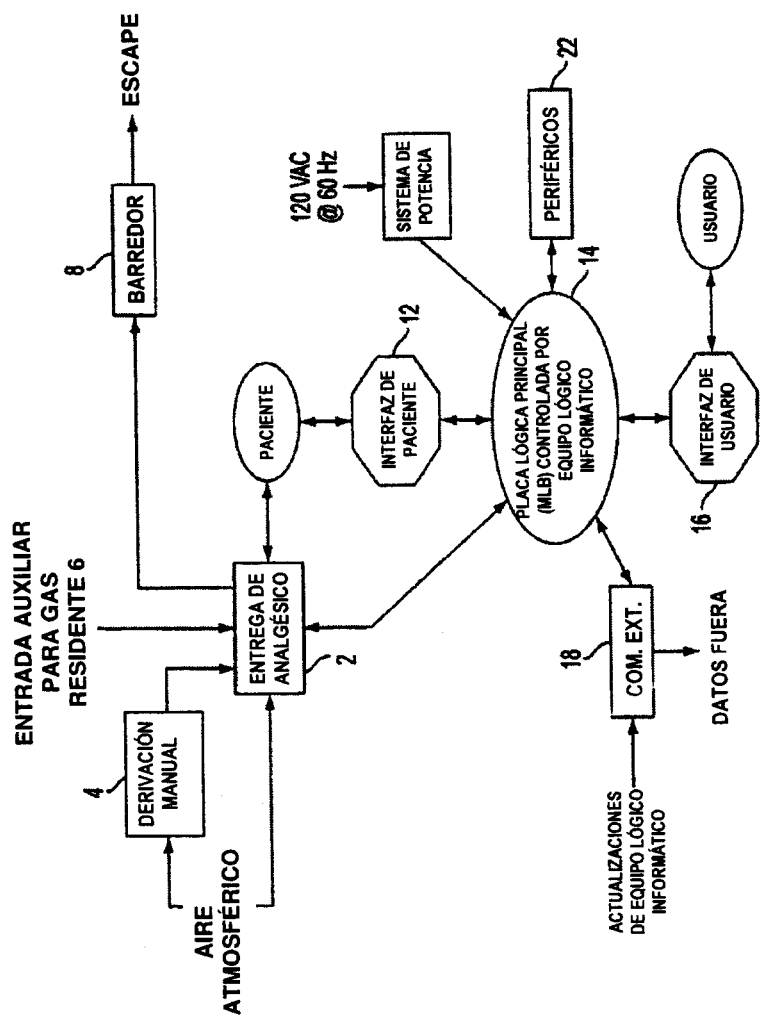 ENTRADA AUXILIAR
PARA GAS
RESIDENTE 6
8
BARREDOR
ESCAPE
4
DERIVACIÓN
MANUAL
AIRE
ATMOSFÉRICO
ENTREGA DE
ANALGÉSICO
2
PACIENTE
12
INTERFAZ DE
PACIENTE
120 VAC
@ 60 Hz
SISTEMA DE
POTENCIA
22
PERIFÉRICOS
14
PLACA LÓGICA PRINCIPAL
(MLB) CONTROLADA POR
EQUIPO LÓGICO
INFORMÁTICO
18
COM. EXT.
DATOS FUERA
ACTUALIZACIONES
DE EQUIPO LÓGICO
INFORMÁTICO
16
INTERFAZ DE
USUARIO
USUARIO